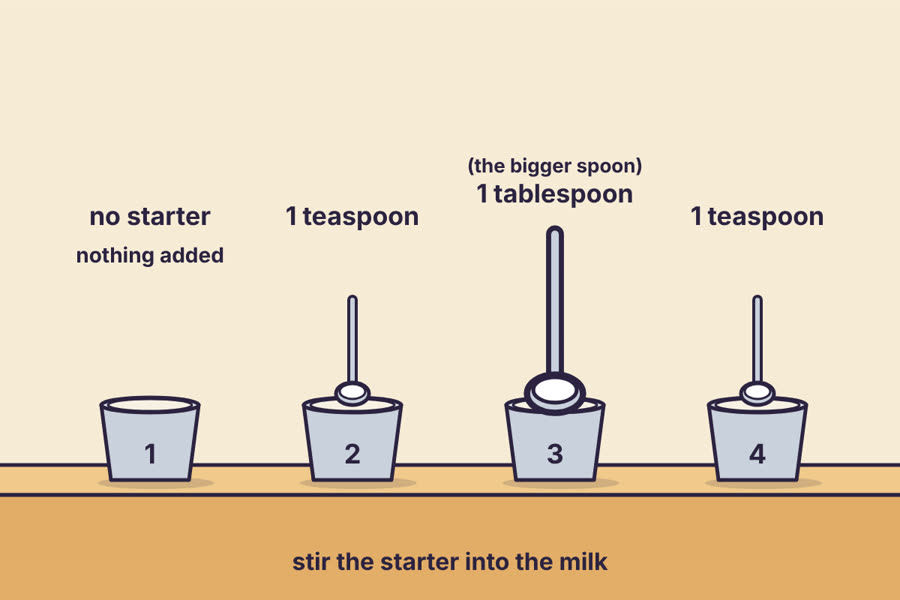 no starter
nothing added
1 teaspoon
(the bigger spoon)
1 tablespoon
1 teaspoon
1
2
3
4
stir the starter into the milk